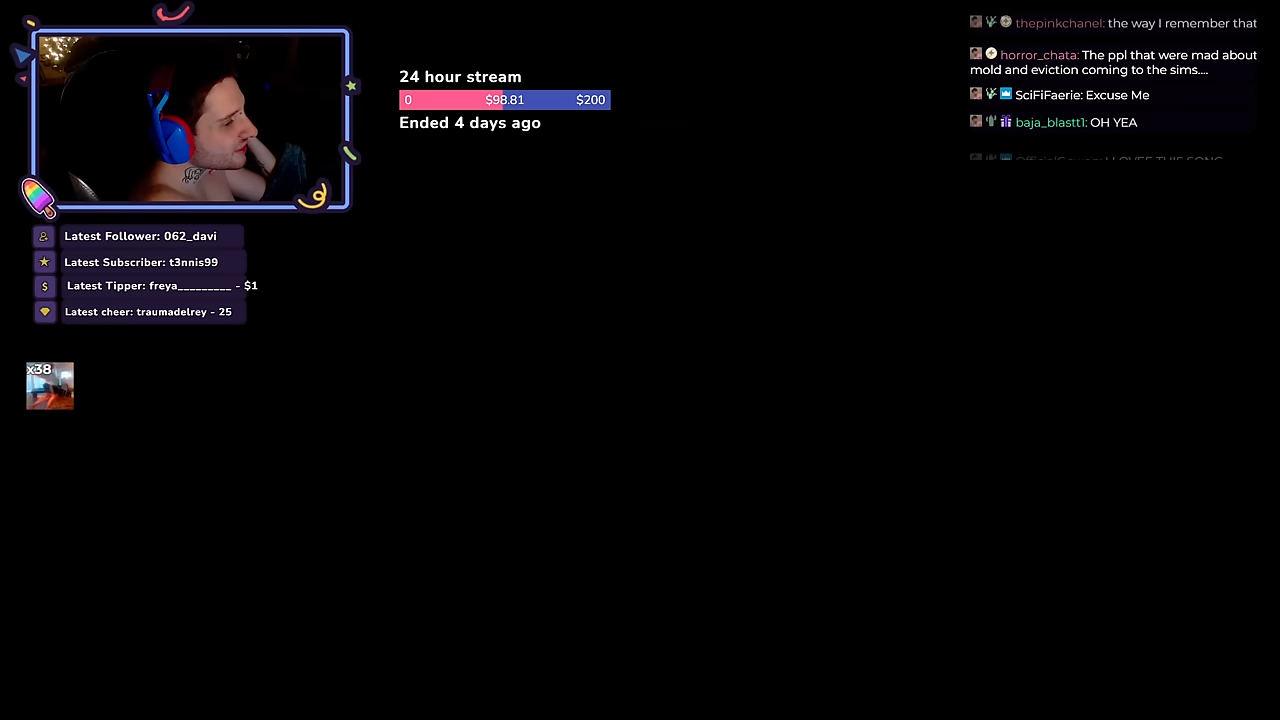 24 hour stream
0 $98.81 $200
Ended 4 days ago
Latest Follower: 062_davi
Latest Subscriber: t3nnis99
Latest Tipper: freya_________ - $1
Latest cheer: traumadelrey - 25
x38
thepinkchanel: the way I remember that
horror_chata: The ppl that were mad about
mold and eviction coming to the sims....
SciFiFaerie: Excuse Me
baja_blastt1: OH YEA
THIS SONG